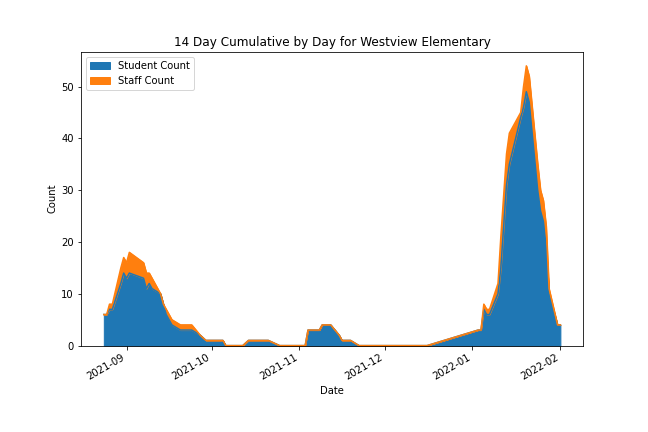 14 Day Cumulative by Day for Westview Elementary
Student Count
Staff Count
50
40
30
20
10
0
Count
2021-09
2021-10
2021-11
2021-12
2022-01
2022-02
Date